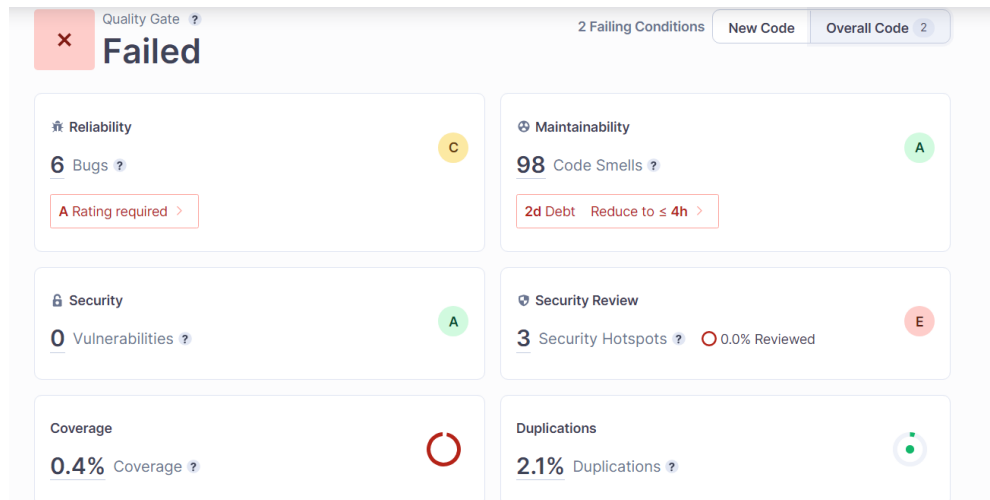 Quality Gate ?
Failed
2 Failing Conditions
New Code
Overall Code 2
Reliability
C
6 Bugs ?
A Rating required >
Maintainability
A
98 Code Smells ?
2d Debt Reduce to ≤ 4h >
Security
A
0 Vulnerabilities ?
Security Review
E
3 Security Hotspots ? 0.0% Reviewed
Coverage
0.4% Coverage ?
Duplications
2.1% Duplications ?